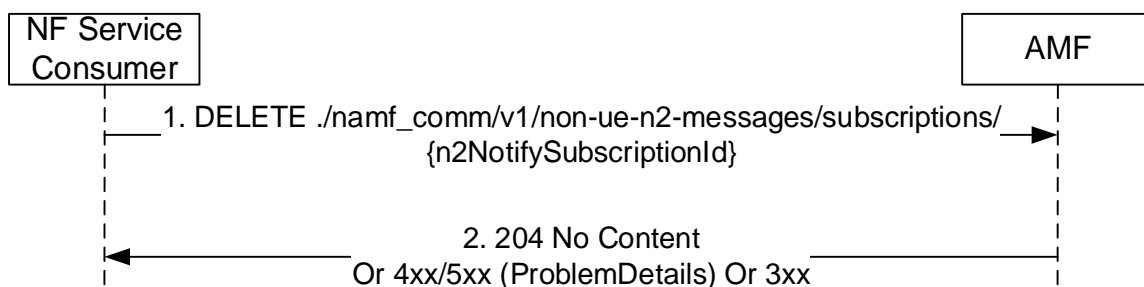 NF Service
Consumer
AMF
1. DELETE ./namf_comm/v1/non-ue-n2-messages/subscriptions/
{n2NotifySubscriptionId}
2. 204 No Content
Or 4xx/5xx (ProblemDetails) Or 3xx